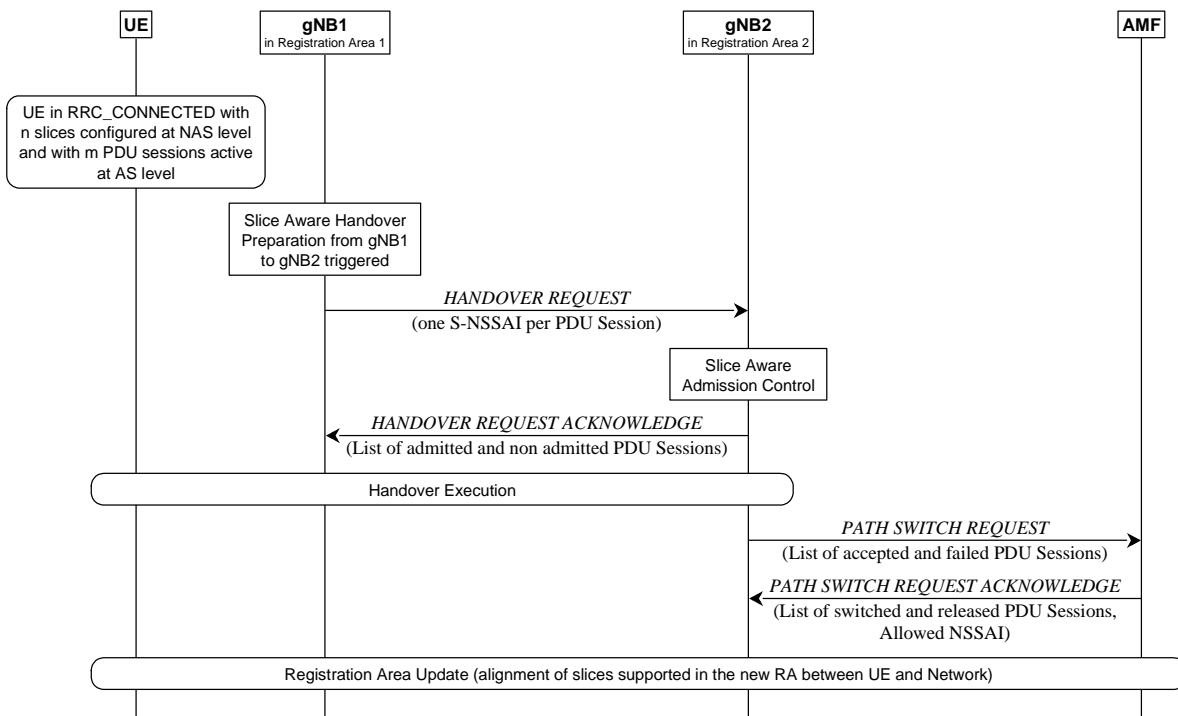 UE
gNB1
in Registration Area 1
gNB2
in Registration Area 2
AMF
UE in RRC_CONNECTED with
n slices configured at NAS level
and with m PDU sessions active
at AS level
Slice Aware Handover
Preparation from gNB1
to gNB2 triggered
HANDOVER REQUEST
(one S-NSSAI per PDU Session)
Slice Aware
Admission Control
HANDOVER REQUEST ACKNOWLEDGE
(List of admitted and non admitted PDU Sessions)
Handover Execution
PATH SWITCH REQUEST
(List of accepted and failed PDU Sessions)
PATH SWITCH REQUEST ACKNOWLEDGE
(List of switched and released PDU Sessions,
Allowed NSSAI)
Registration Area Update (alignment of slices supported in the new RA between UE and Network)